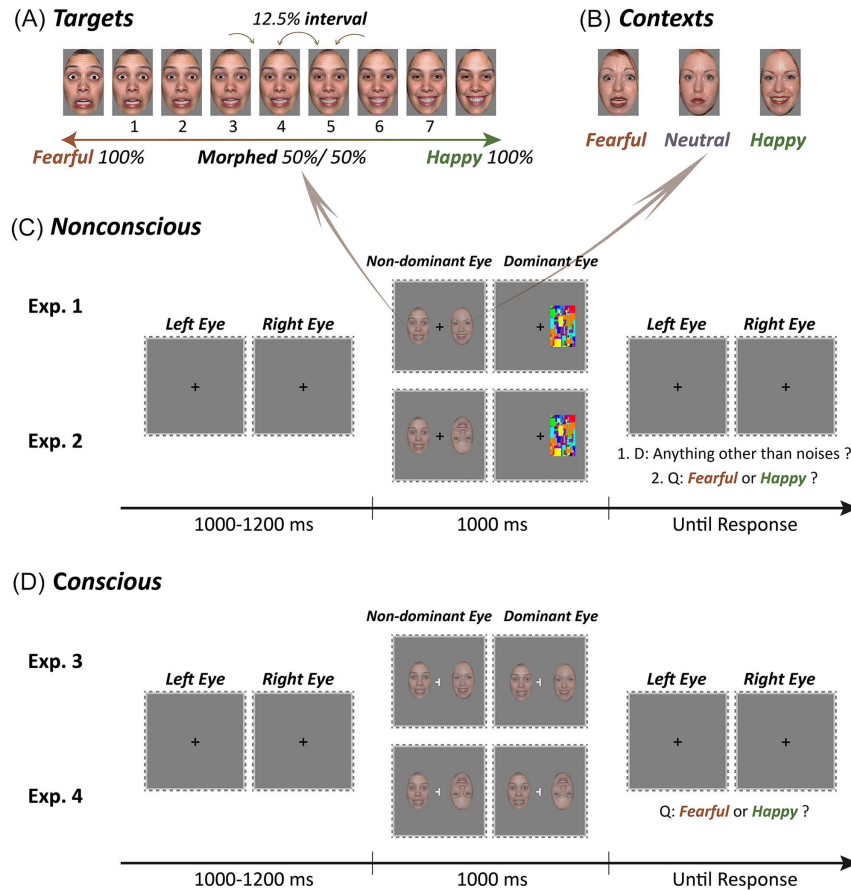 (A) Targets
12.5% interval
1 2 3 4 5 6 7
Fearful 100% Morphed 50%/ 50% Happy 100%
(B) Contexts
Fearful Neutral Happy
(C) Nonconscious
Non-dominant Eye Dominant Eye
Exp. 1
Left Eye Right Eye
Left Eye Right Eye
Exp. 2
1. D: Anything other than noises ?
2. Q: Fearful or Happy ?
1000-1200 ms 1000 ms Until Response
(D) Conscious
Non-dominant Eye Dominant Eye
Exp. 3
Left Eye Right Eye
Left Eye Right Eye
Exp. 4
Q: Fearful or Happy ?
1000-1200 ms 1000 ms Until Response